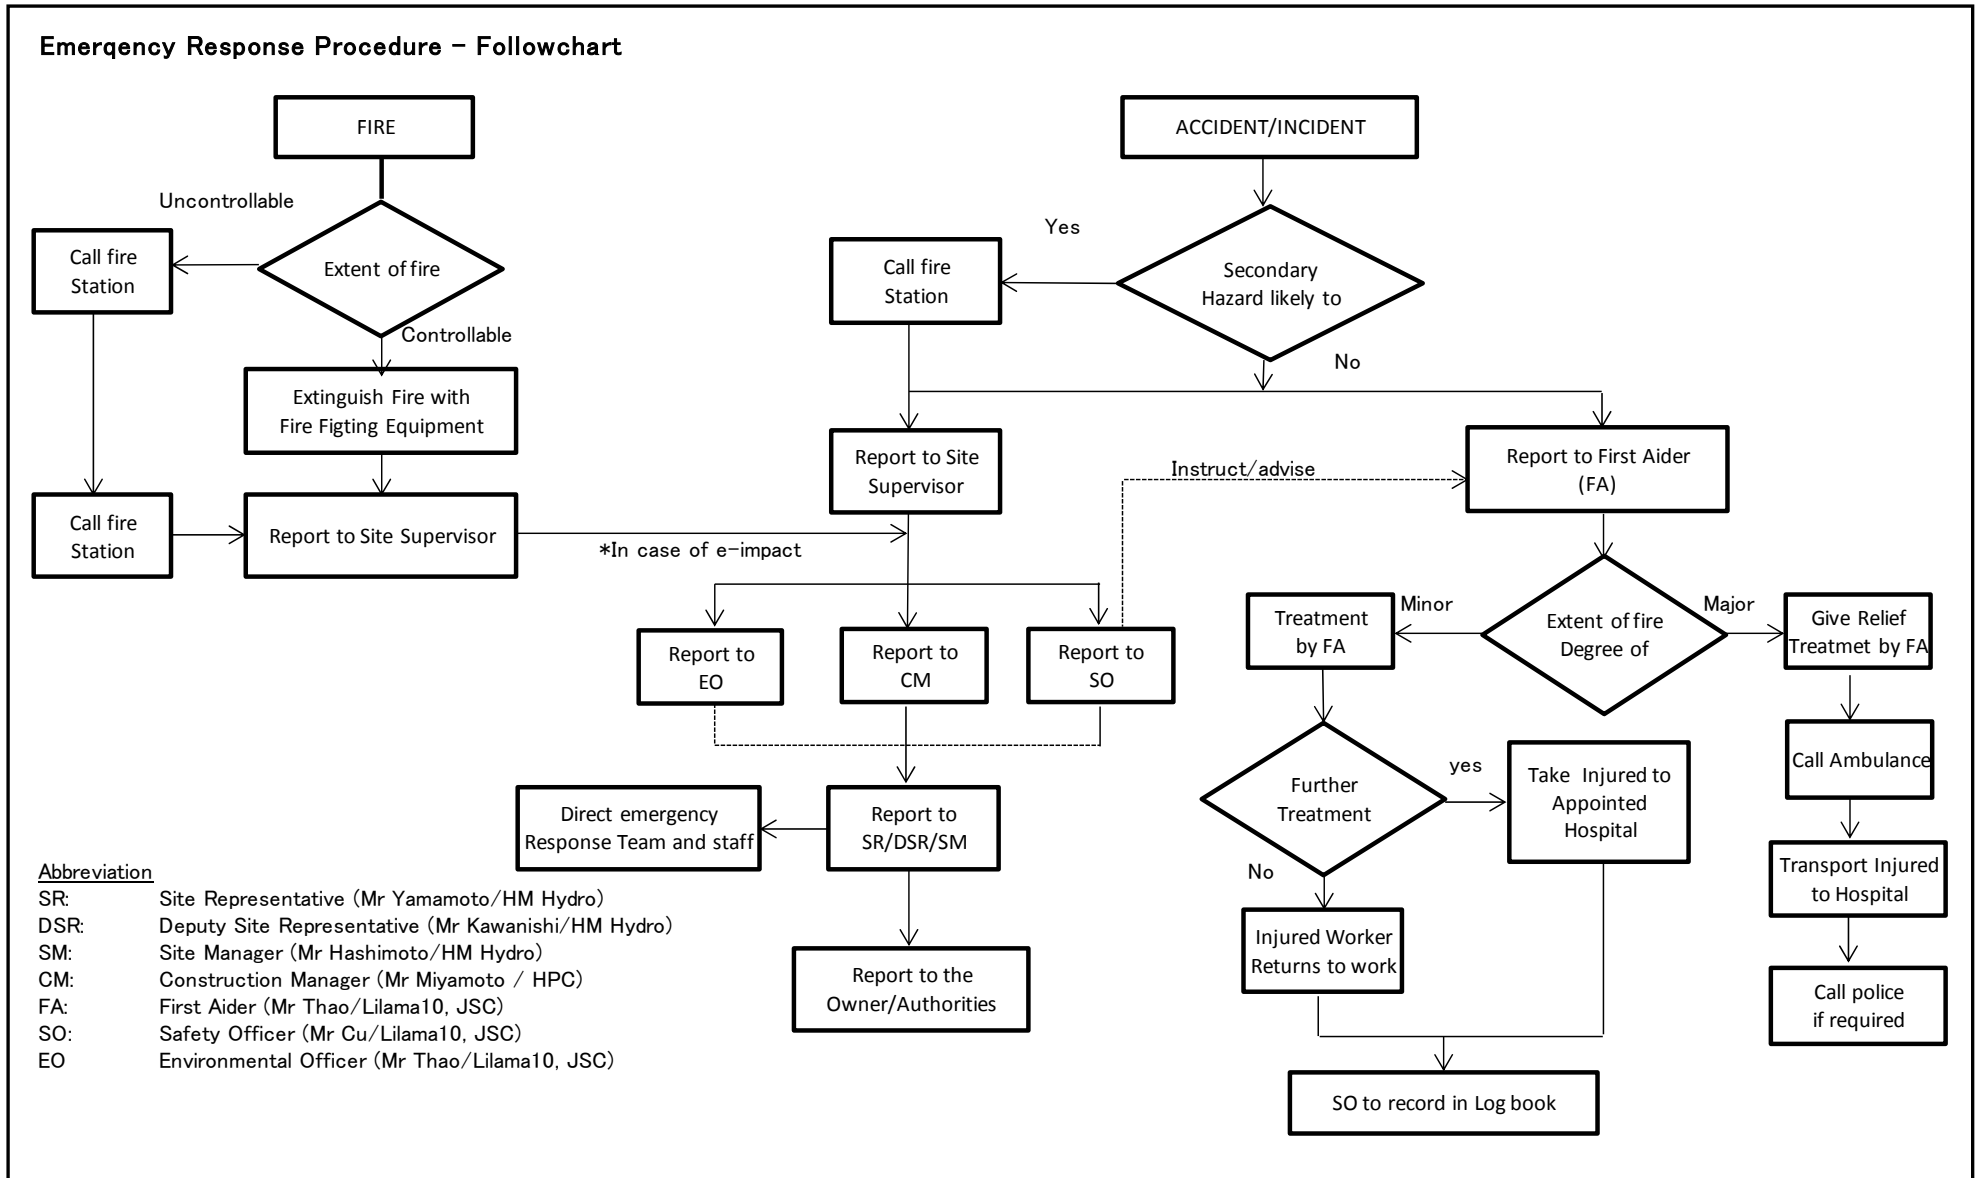 Emerqency Response Procedure - Followchart
FIRE
ACCIDENT/INCIDENT
Uncontrollable
Call fire
Station
Extent of fire
Controllable
Extinguish Fire with
Fire Figting Equipment
Call fire
Station
Report to Site Supervisor
*In case of e-impact
Yes
Call fire
Station
Secondary
Hazard likely to
No
Report to Site
Supervisor
Instruct/advise
Report to First Aider
(FA)
Report to
EO
Report to
CM
Report to
SO
Treatment
by FA
Minor
Extent of fire
Degree of
Major
Give Relief
Treatmet by FA
Call Ambulance
Transport Injured
to Hospital
Call police
if required
Further
Treatment
yes
Take Injured to
Appointed
Hospital
No
Injured Worker
Returns to work
SO to record in Log book
Direct emergency
Response Team and staff
Report to
SR/DSR/SM
Report to the
Owner/Authorities
Abbreviation
SR: Site Representative (Mr Yamamoto/HM Hydro)
DSR: Deputy Site Representative (Mr Kawanishi/HM Hydro)
SM: Site Manager (Mr Hashimoto/HM Hydro)
CM: Construction Manager (Mr Miyamoto / HPC)
FA: First Aider (Mr Thao/Lilama10, JSC)
SO: Safety Officer (Mr Cu/Lilama10, JSC)
EO Environmental Officer (Mr Thao/Lilama10, JSC)